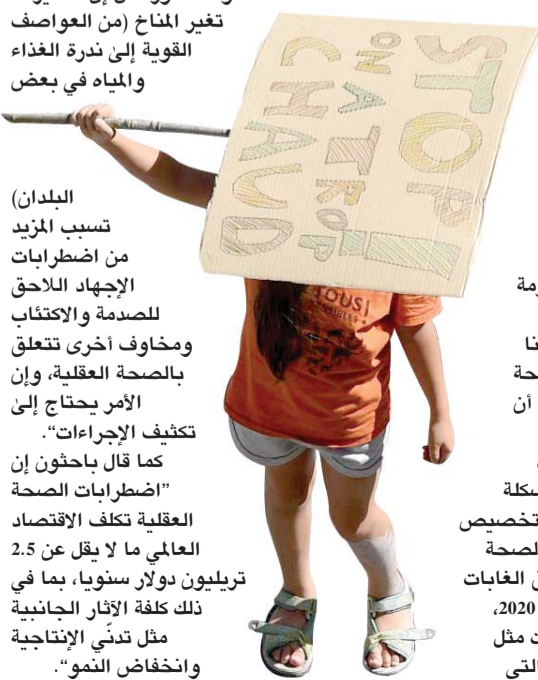 تغير المناخ (من العواصف
القوية إلىٰ ندرة الغذاء
والمياه في بعض
البلدان)
تسبب المزيد
من اضطرابات
الإجهاد اللاحق
للصدمة والاكتئاب
ومخاوف أخرى تتعلق
بالصحة العقلية، وإن
الأمر يحتاج إلىٰ
تكثيف الإجراءات“.
كما قال باحثون إن
”اضطرابات الصحة
العقلية تكلف الاقتصاد
العالمي ما لا يقل عن 2.5
تريليون دولار سنويا، بما في
ذلك كلفة الآثار الجانبية
مثل تدنّي الإنتاجية
وانخفاض النمو“.
STOP!
ON A TROP
CHAUD
TOUS!
أن
تخصيص
الغابات
2020،
مثل
التي